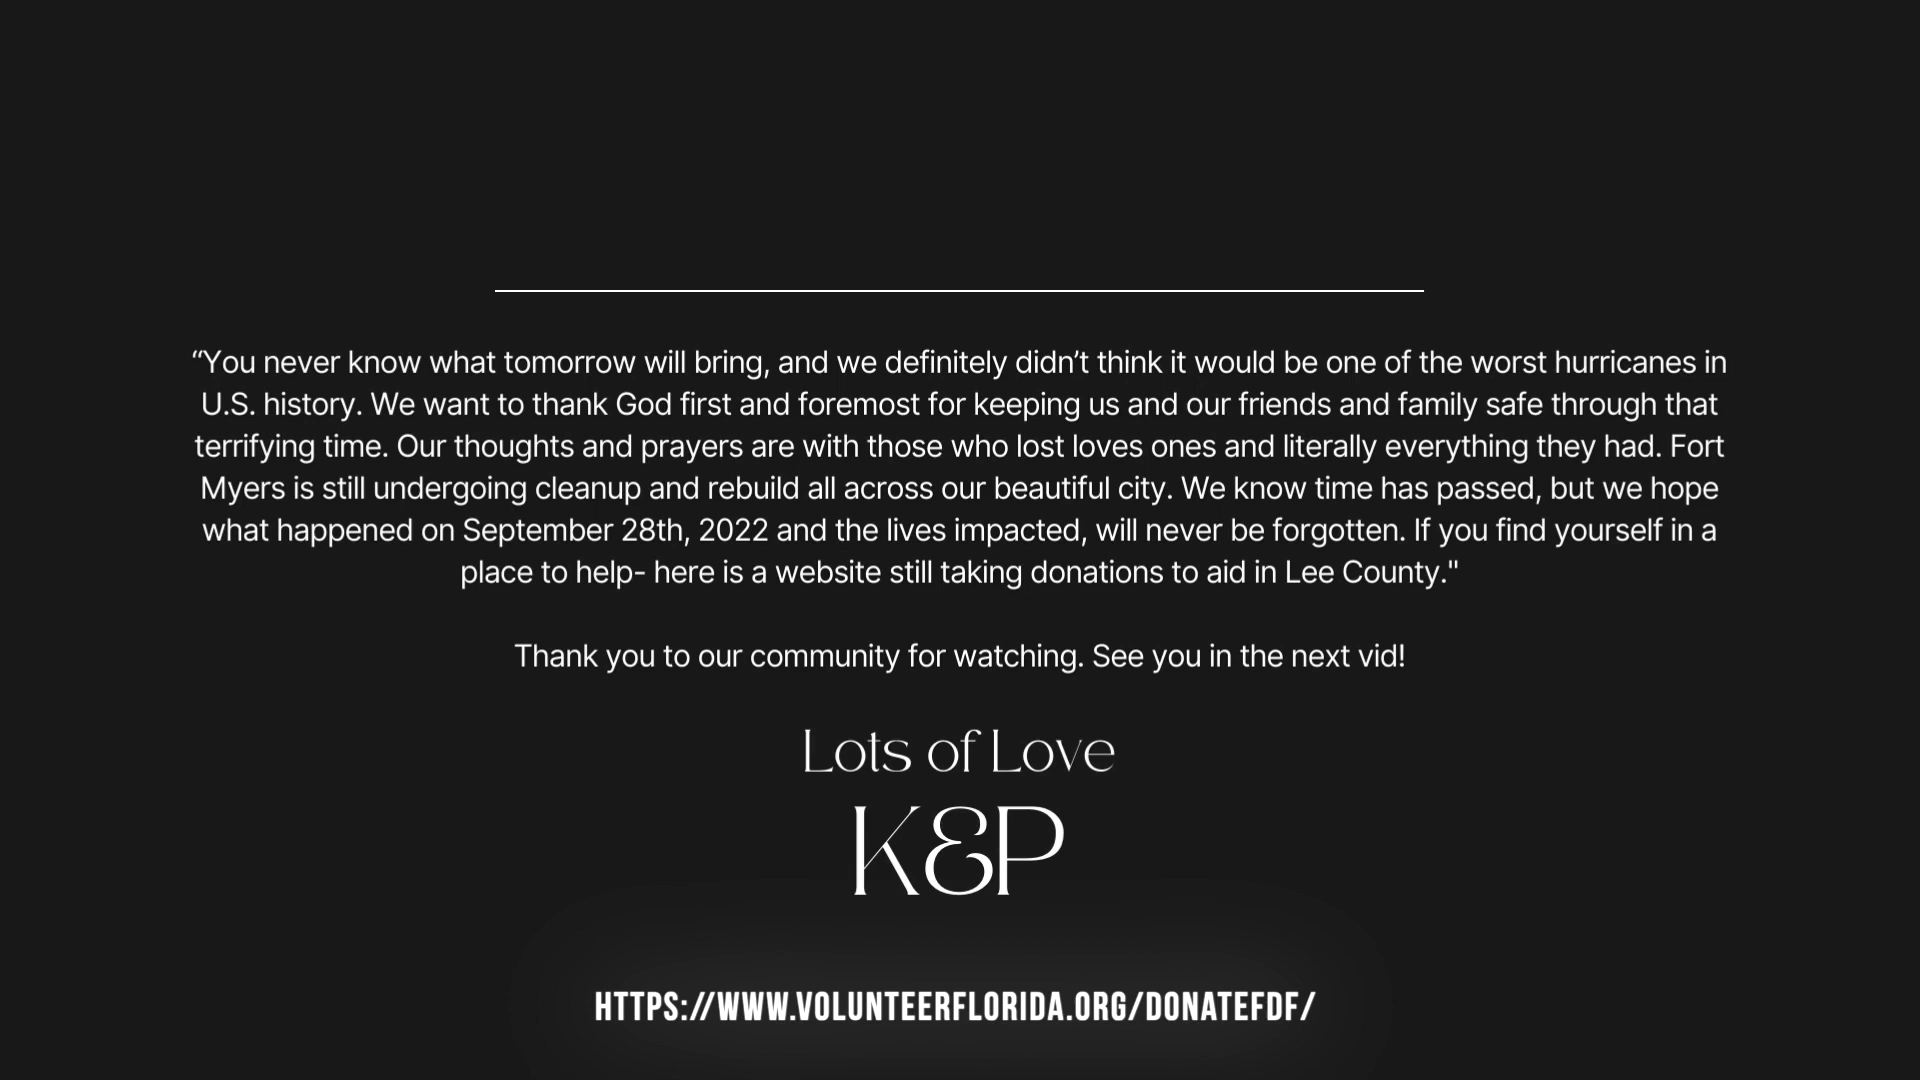 “You never know what tomorrow will bring, and we definitely didn’t think it would be one of the worst hurricanes in
U.S. history. We want to thank God first and foremost for keeping us and our friends and family safe through that
terrifying time. Our thoughts and prayers are with those who lost loves ones and literally everything they had. Fort
Myers is still undergoing cleanup and rebuild all across our beautiful city. We know time has passed, but we hope
what happened on September 28th, 2022 and the lives impacted, will never be forgotten. If you find yourself in a
place to help- here is a website still taking donations to aid in Lee County."
Thank you to our community for watching. See you in the next vid!
Lots of Love
K&P
HTTPS://WWW.VOLUNTEERFLORIDA.ORG/DONATEFDF/